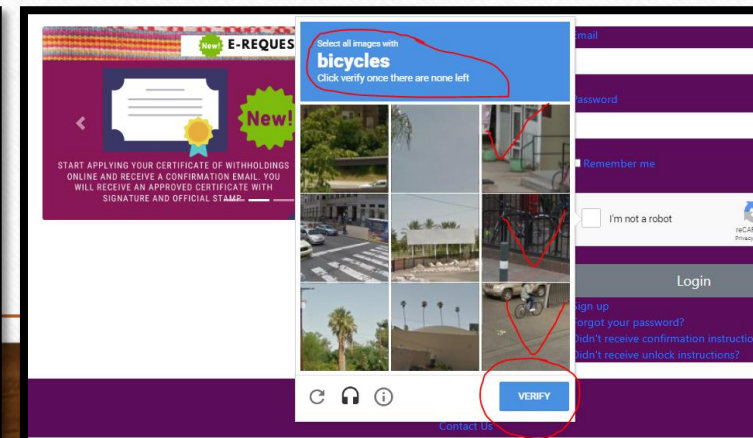 New! E-REQUES
New!
START APPLYING YOUR CERTIFICATE OF WITHHOLDINGS
ONLINE AND RECEIVE A CONFIRMATION EMAIL. YOU
WILL RECEIVE AN APPROVED CERTIFICATE WITH
SIGNATURE AND OFFICIAL STAMP.
Select all images with
bicycles
Click verify once there are none left
VERIFY
Email
Password
Remember me
I'm not a robot
reCAP
Privacy
Login
Sign up
Forgot your password?
Didn't receive confirmation instructio
Didn't receive unlock instructions?
Contact Us